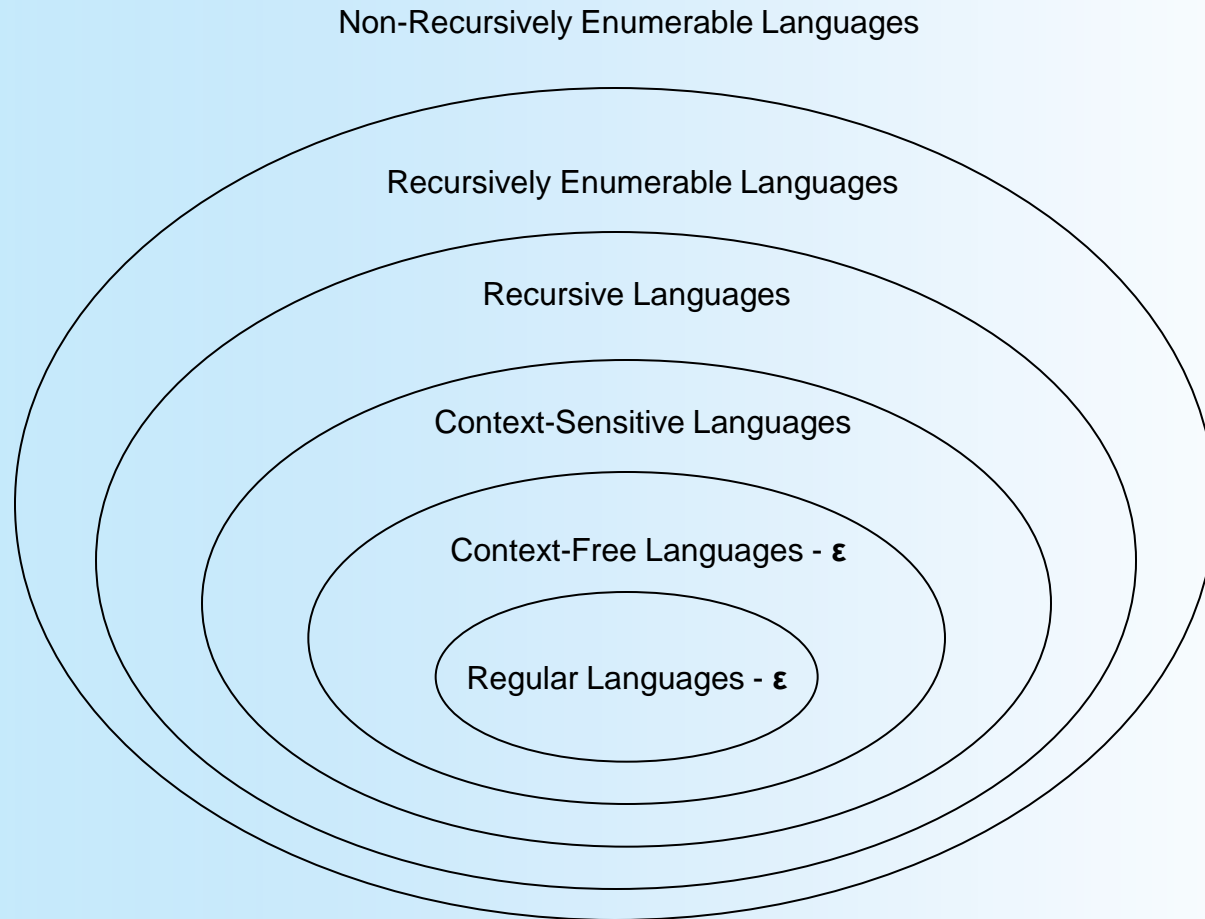 Non-Recursively Enumerable Languages
Recursively Enumerable Languages
Recursive Languages
Context-Sensitive Languages
Context-Free Languages - ε
Regular Languages - ε